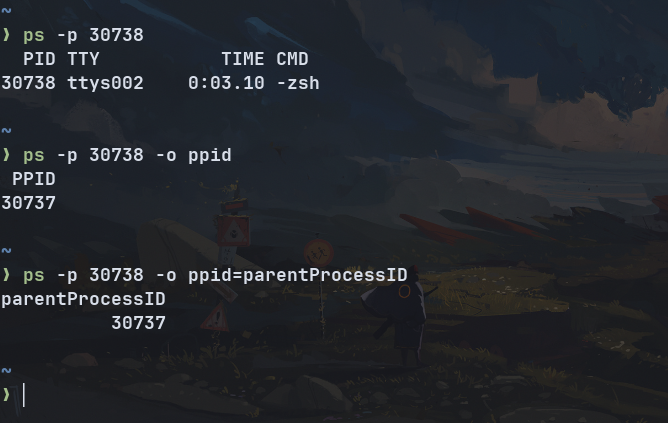 ~
❯ ps -p 30738
  PID TTY           TIME CMD
30738 ttys002    0:03.10 -zsh
~
❯ ps -p 30738 -o ppid
 PPID
30737
~
❯ ps -p 30738 -o ppid=parentProcessID
parentProcessID
          30737
~
❯